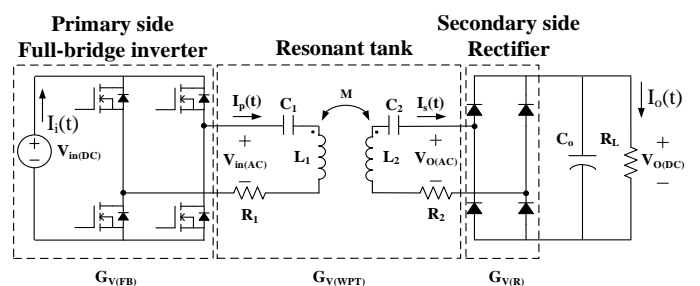 Primary side
Full-bridge inverter
Resonant tank
Secondary side
Rectifier
Ii(t)
Vin(DC)
Ip(t)
C1
M
C2
Is(t)
Io(t)
+
Vin(AC)
−
L1
L2
+
VO(AC)
−
Co
RL
+
VO(DC)
−
R1
R2
GV(FB)
GV(WPT)
GV(R)